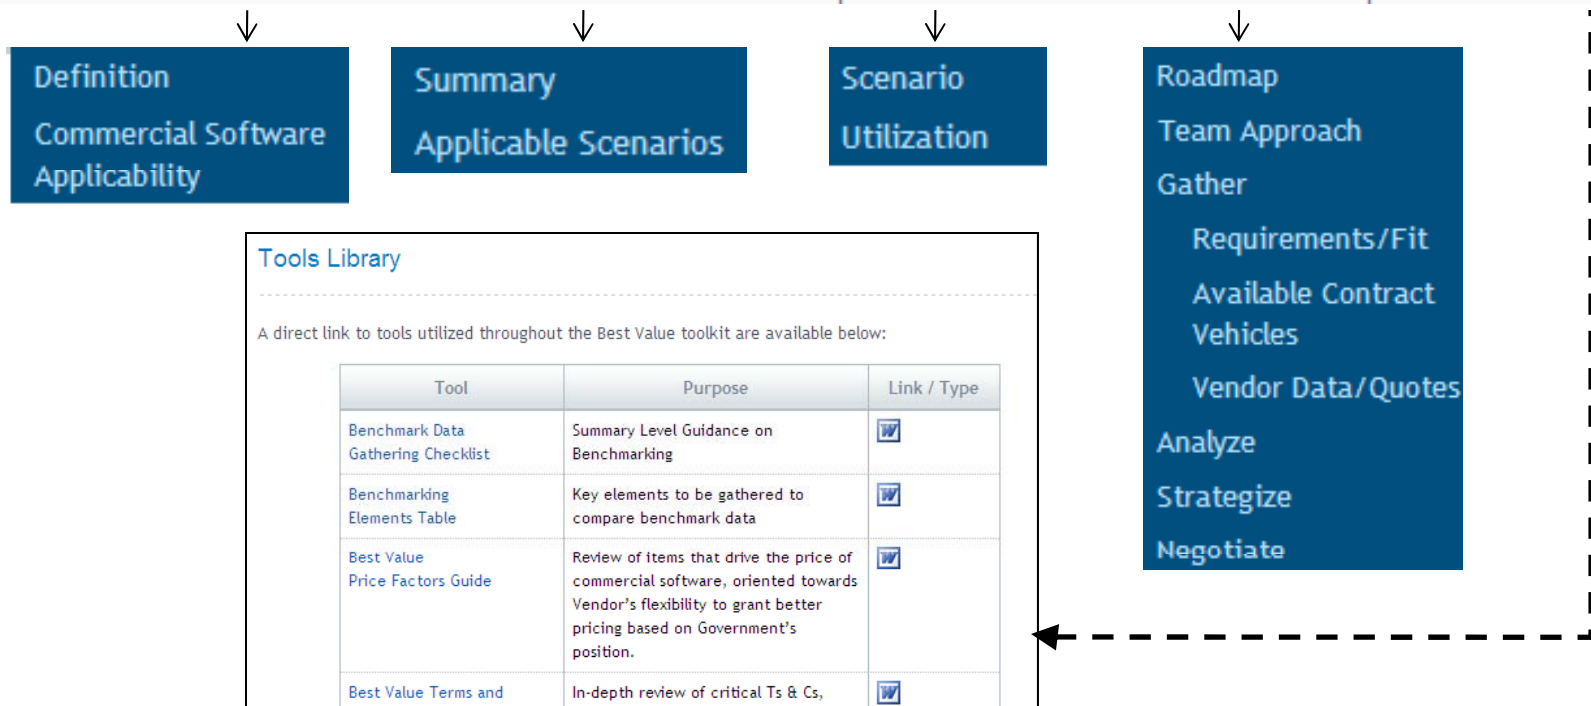 Definition
Commercial Software
Applicability
Summary
Applicable Scenarios
Scenario
Utilization
Roadmap
Team Approach
Gather
Requirements/Fit
Available Contract
Vehicles
Vendor Data/Quotes
Analyze
Strategize
Negotiate
Tools Library
A direct link to tools utilized throughout the Best Value toolkit are available below:
Tool Purpose Link / Type
Benchmark Data
Gathering Checklist
Summary Level Guidance on
Benchmarking
W
Benchmarking
Elements Table
Key elements to be gathered to
compare benchmark data
W
Best Value
Price Factors Guide
Review of items that drive the price of
commercial software, oriented towards
Vendor's flexibility to grant better
pricing based on Government's
position.
W
Best Value Terms and
In-depth review of critical Ts & Cs,
W